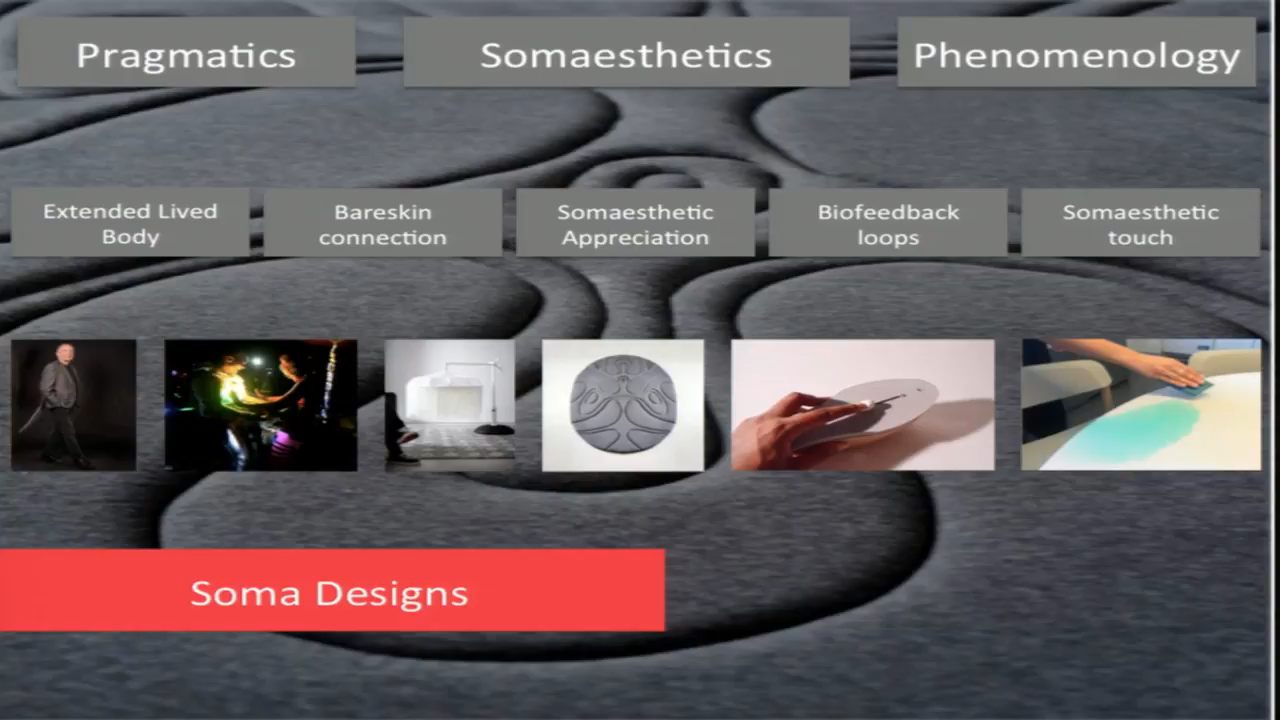 Pragmatics
Somaesthetics
Phenomenology
Extended Lived
Body
Bareskin
connection
Somaesthetic
Appreciation
Biofeedback
loops
Somaesthetic
touch
Soma Designs